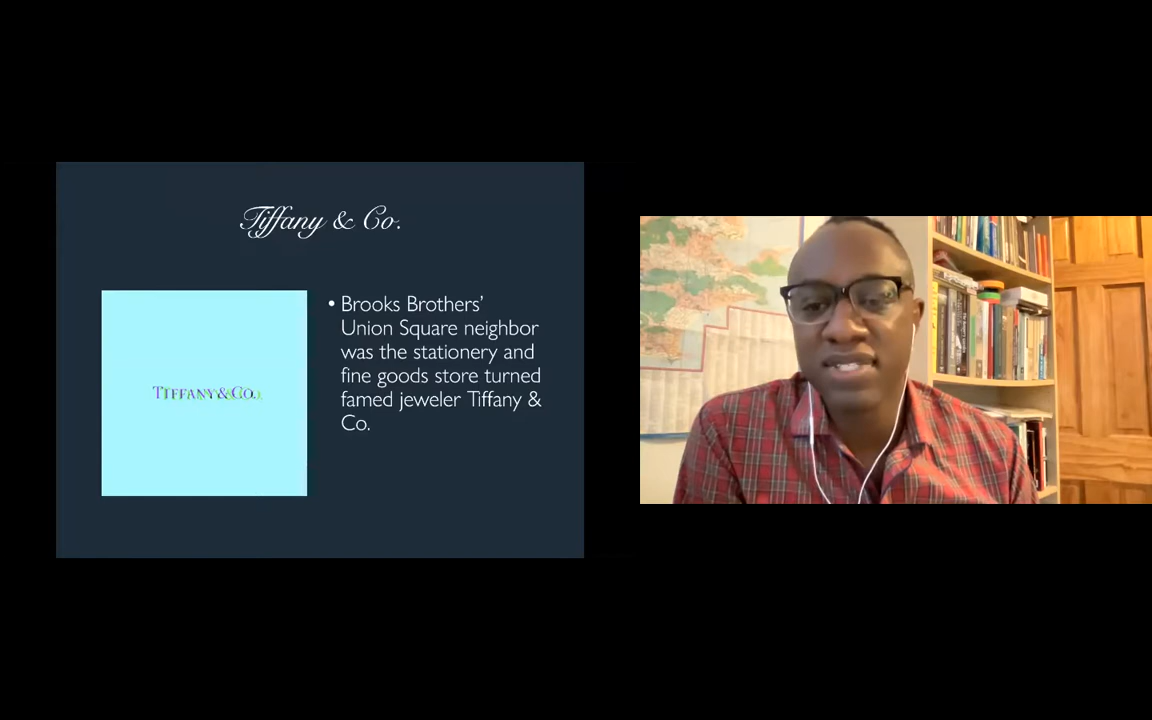 Tiffany & Co.
TIFFANY & CO.
• Brooks Brothers’
Union Square neighbor
was the stationery and
fine goods store turned
famed jeweler Tiffany &
Co.